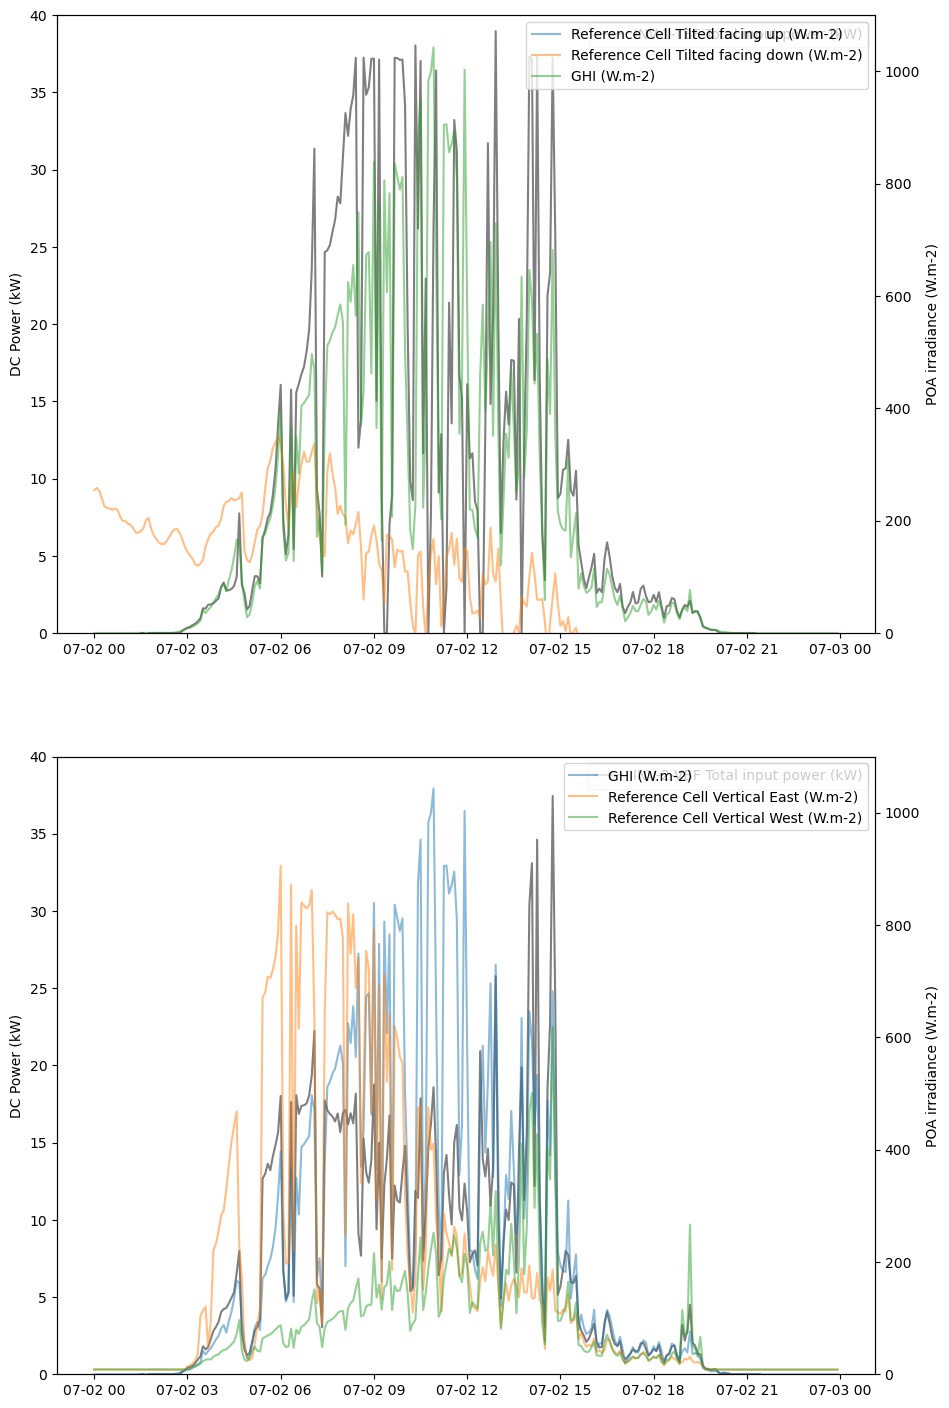 40
35
30
25
20
15
10
5
0
DC Power (kW)
Reference Cell Tilted facing up (W.m-2)
Reference Cell Tilted facing down (W.m-2)
GHI (W.m-2)
1000
800
600
400
200
0
POA irradiance (W.m-2)
07-02 00 07-02 03 07-02 06 07-02 09 07-02 12 07-02 15 07-02 18 07-02 21 07-03 00
40
35
30
25
20
15
10
5
0
DC Power (kW)
Total input power (kW)
GHI (W.m-2)
Reference Cell Vertical East (W.m-2)
Reference Cell Vertical West (W.m-2)
1000
800
600
400
200
0
POA irradiance (W.m-2)
07-02 00 07-02 03 07-02 06 07-02 09 07-02 12 07-02 15 07-02 18 07-02 21 07-03 00